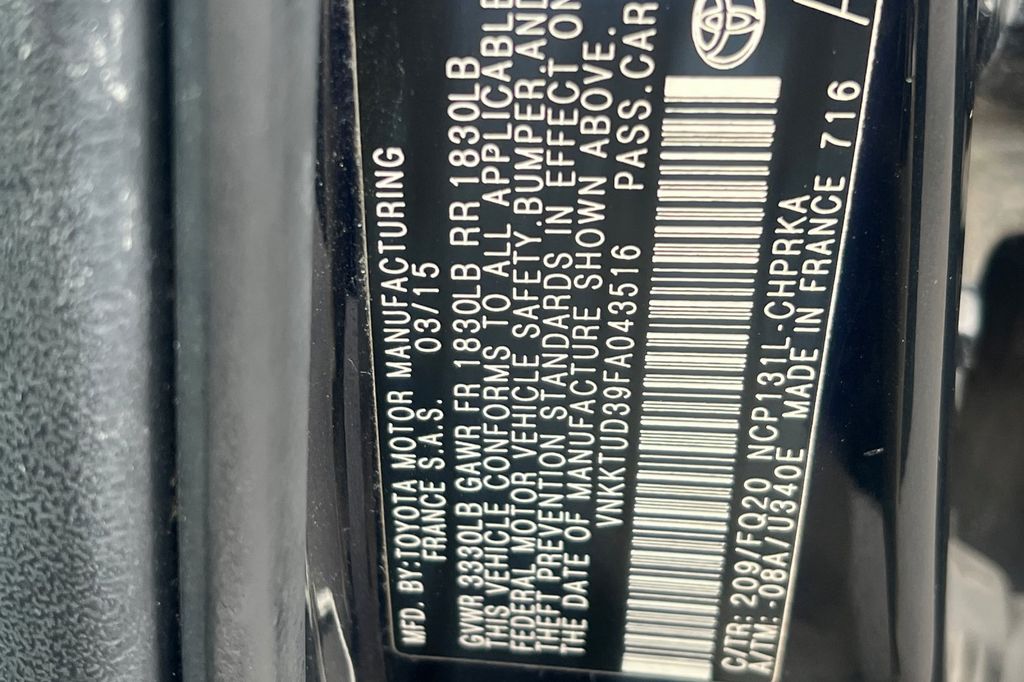 MFD. BY:TOYOTA MOTOR MANUFACTURING
FRANCE S.A.S. 03/15
GVWR 3330LB GAWR FR 1830LB RR 1830LB
THIS VEHICLE CONFORMS TO ALL APPLICABLE
FEDERAL MOTOR VEHICLE SAFETY.BUMPER.AND
THEFT PREVENTION STANDARDS IN EFFECT ON
THE DATE OF MANUFACTURE SHOWN ABOVE.
VNKKTUD39FA043516 PASS.CAR
C/TR: 209/FQ20 NCP131L-CHPRKA
A/TM: -08A/U340E MADE IN FRANCE 716